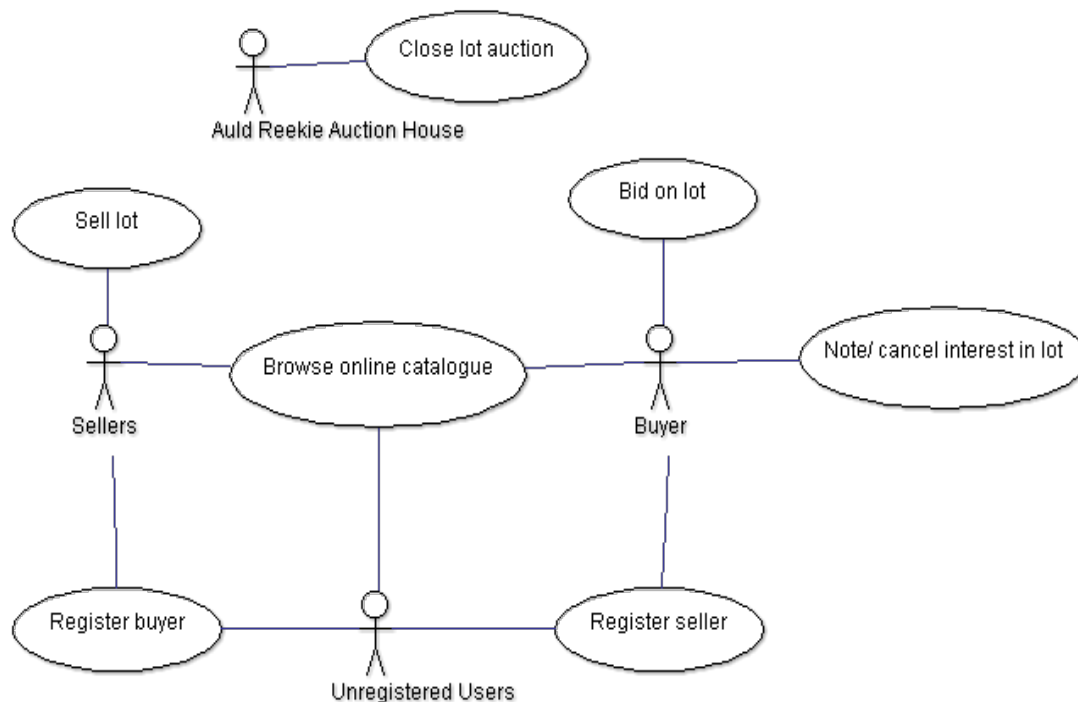 Close lot auction
Auld Reekie Auction House
Bid on lot
Sell lot
Browse online catalogue
Note/ cancel interest in lot
Sellers
Buyer
Register buyer
Register seller
Unregistered Users